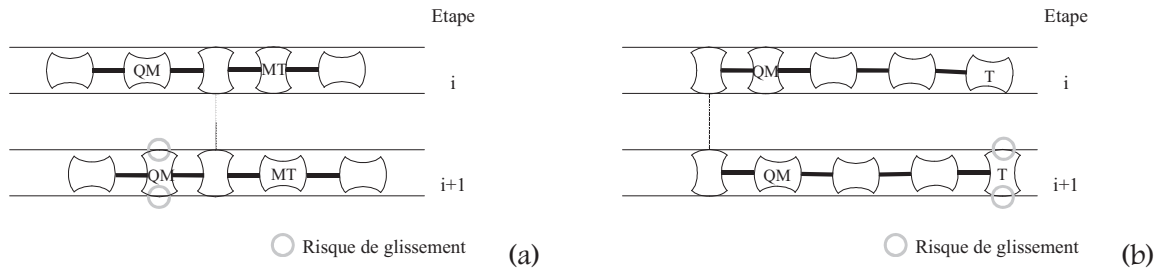 Etape
QM
MT
i
QM
MT
i+1
Risque de glissement
(a)
Etape
QM
T
i
QM
T
i+1
Risque de glissement
(b)